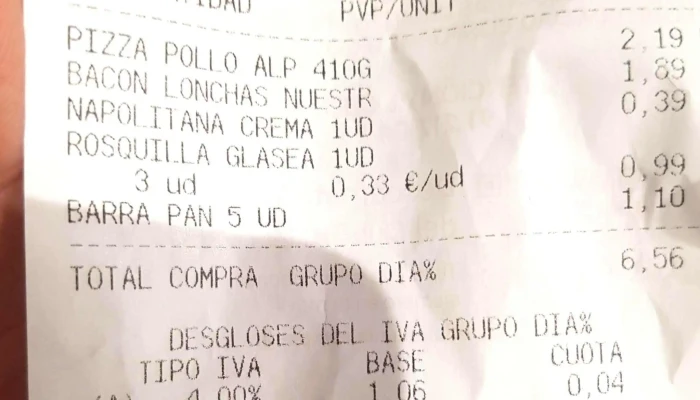 PVP/UNIT
PIZZA POLLO ALP 410G 2,19
BACON LONCHAS NUESTR 1,89
NAPOLITANA CREMA 1UD 0,39
ROSQUILLA GLASEA 1UD
3 ud 0,33 €/ud 0,99
BARRA PAN 5 UD 1,10
TOTAL COMPRA GRUPO DIA% 6,56
DESGLOSES DEL IVA GRUPO DIA%
TIPO IVA BASE CUOTA
4,00% 1,06 0,04